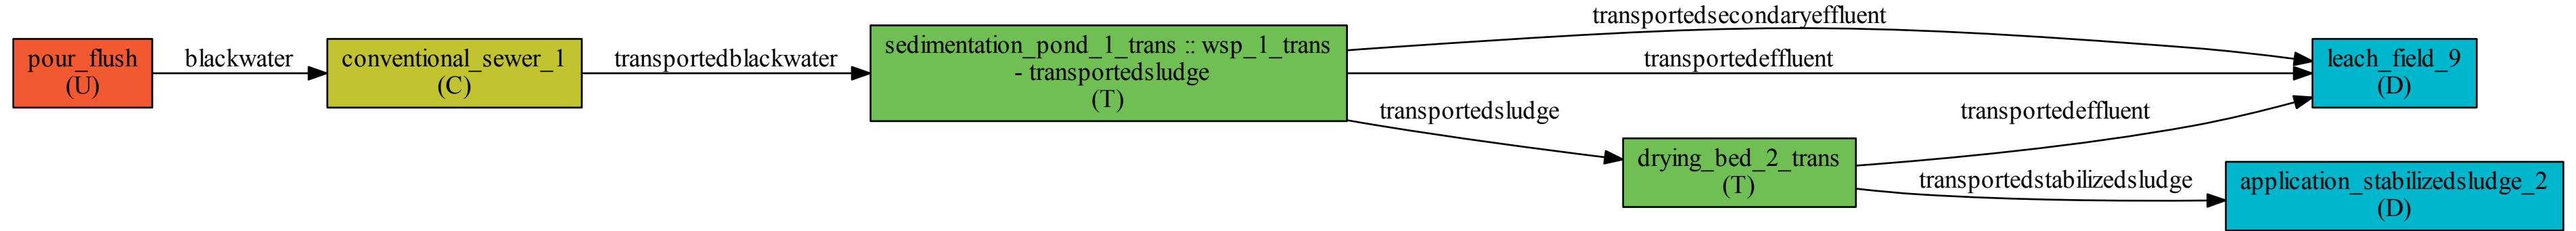 pour_flush
(U)
blackwater
conventional_sewer_1
(C)
transportedblackwater
sedimentation_pond_1_trans :: wsp_1_trans
- transportedsludge
(T)
transportedsecondaryeffluent
transportedeffluent
transportedsludge
drying_bed_2_trans
(T)
transportedeffluent
transportedstabilizedsludge
leach_field_9
(D)
application_stabilizedsludge_2
(D)